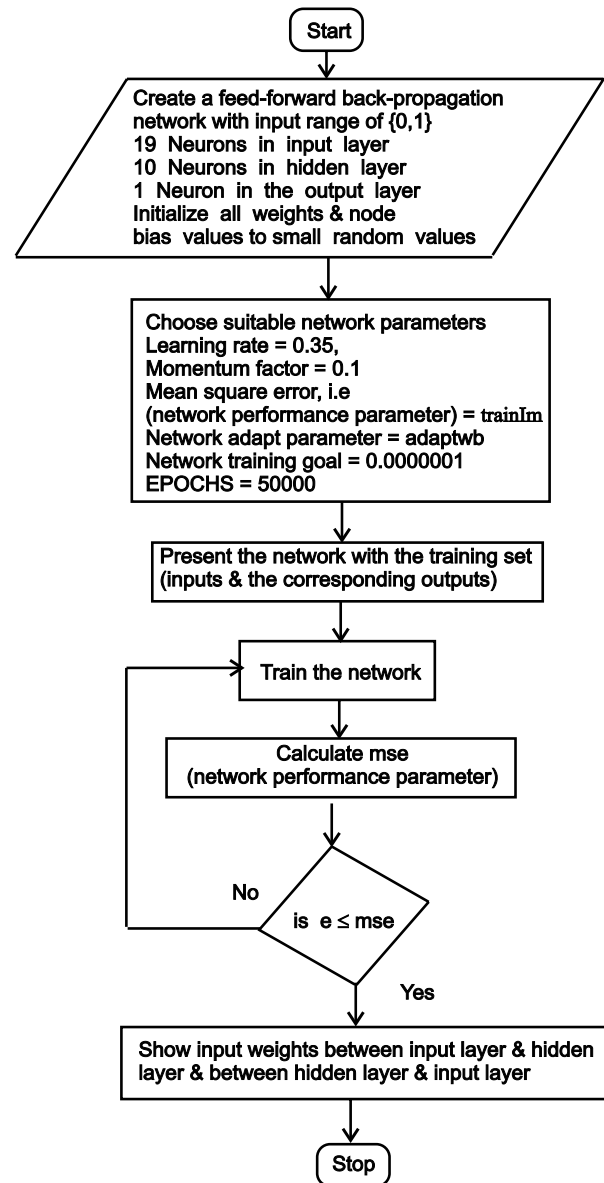 Start
Create a feed-forward back-propagation
network with input range of {0,1}
19 Neurons in input layer
10 Neurons in hidden layer
1 Neuron in the output layer
Initialize all weights & node
bias values to small random values
Choose suitable network parameters
Learning rate = 0.35,
Momentum factor = 0.1
Mean square error, i.e
(network performance parameter) = trainIm
Network adapt parameter = adaptwb
Network training goal = 0.0000001
EPOCHS = 50000
Present the network with the training set
(inputs & the corresponding outputs)
Train the network
Calculate mse
(network performance parameter)
No
is e ≤ mse
Yes
Show input weights between input layer & hidden
layer & between hidden layer & input layer
Stop